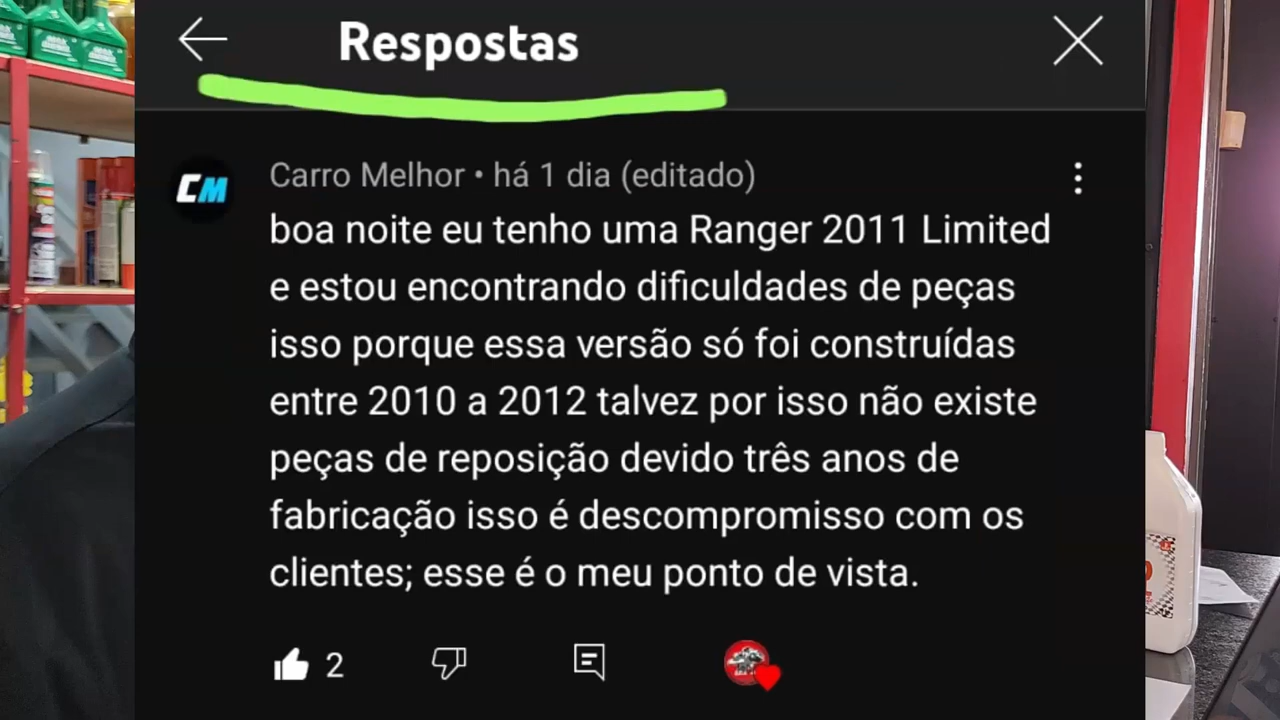 Respostas
CM
Carro Melhor • há 1 dia (editado)
boa noite eu tenho uma Ranger 2011 Limited
e estou encontrando dificuldades de peças
isso porque essa versão só foi construídas
entre 2010 a 2012 talvez por isso não existe
peças de reposição devido três anos de
fabricação isso é descompromisso com os
clientes; esse é o meu ponto de vista.
2